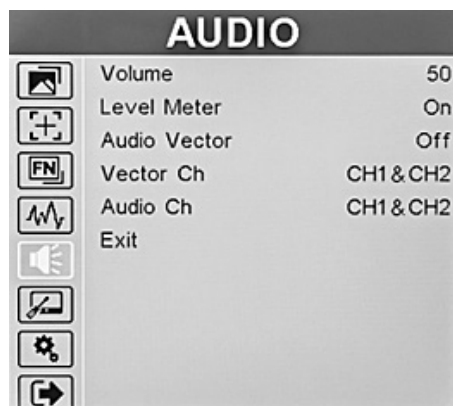 AUDIO
Volume 50
Level Meter On
Audio Vector Off
FN
Vector Ch CH1&CH2
Audio Ch CH1&CH2
Exit